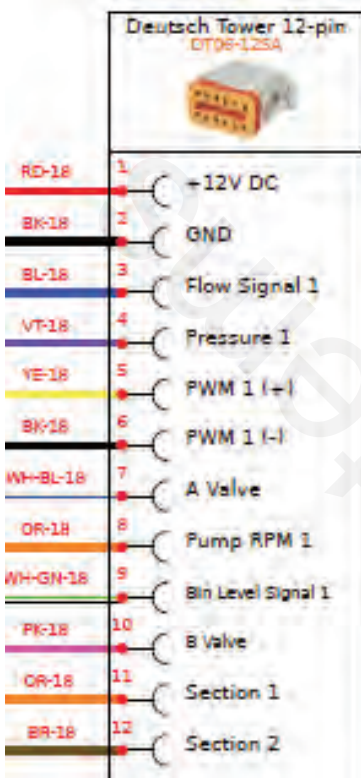 Deutsch Tower 12-pin
DT06-12SA
RD-18 1 +12V DC
BK-18 2 GND
BL-18 3 Flow Signal 1
VT-18 4 Pressure 1
YE-18 5 PWM 1 (+)
BK-18 6 PWM 1 (-)
WH-BL-18 7 A Valve
OR-18 8 Pump RPM 1
WH-GN-18 9 Bin Level Signal 1
PK-18 10 B Valve
OR-18 11 Section 1
BR-18 12 Section 2